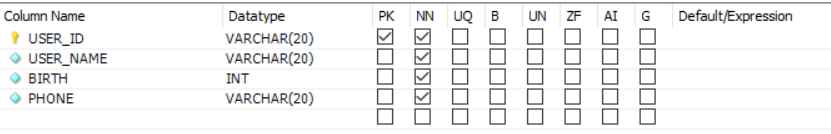 Column Name Datatype PK NN UQ B UN ZF AI G Default/Expression
USER_ID VARCHAR(20)
USER_NAME VARCHAR(20)
BIRTH INT
PHONE VARCHAR(20)